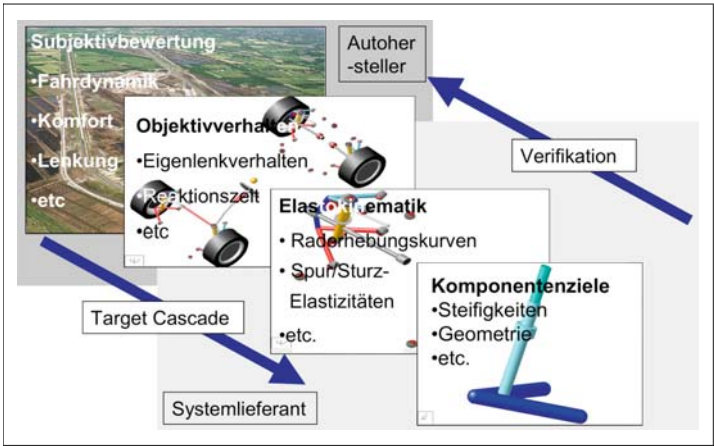 Subjektivbewertung
•Fahrdynamik
•Komfort
•Lenkung
•etc
Autoher
-steller
Objektivverhalten
•Eigenlenkverhalten
•Reaktionszeit
•etc
Verifikation
Elastokinematik
• Raderhebungskurven
• Spur/Sturz-
Elastizitäten
•etc.
Komponentenziele
•Steifigkeiten
•Geometrie
•etc.
Target Cascade
Systemlieferant